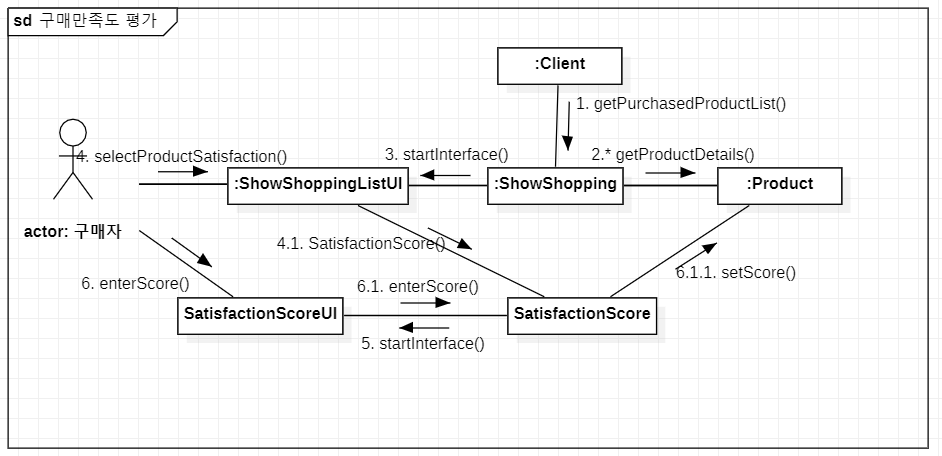 sd 구매만족도 평가
:Client
1. getPurchasedProductList()
4. selectProductSatisfaction()
3. startInterface()
2.* getProductDetails()
:ShowShoppingListUI
:ShowShopping
:Product
actor: 구매자
4.1. SatisfactionScore()
6. enterScore()
6.1. enterScore()
6.1.1. setScore()
SatisfactionScoreUI
SatisfactionScore
5. startInterface()